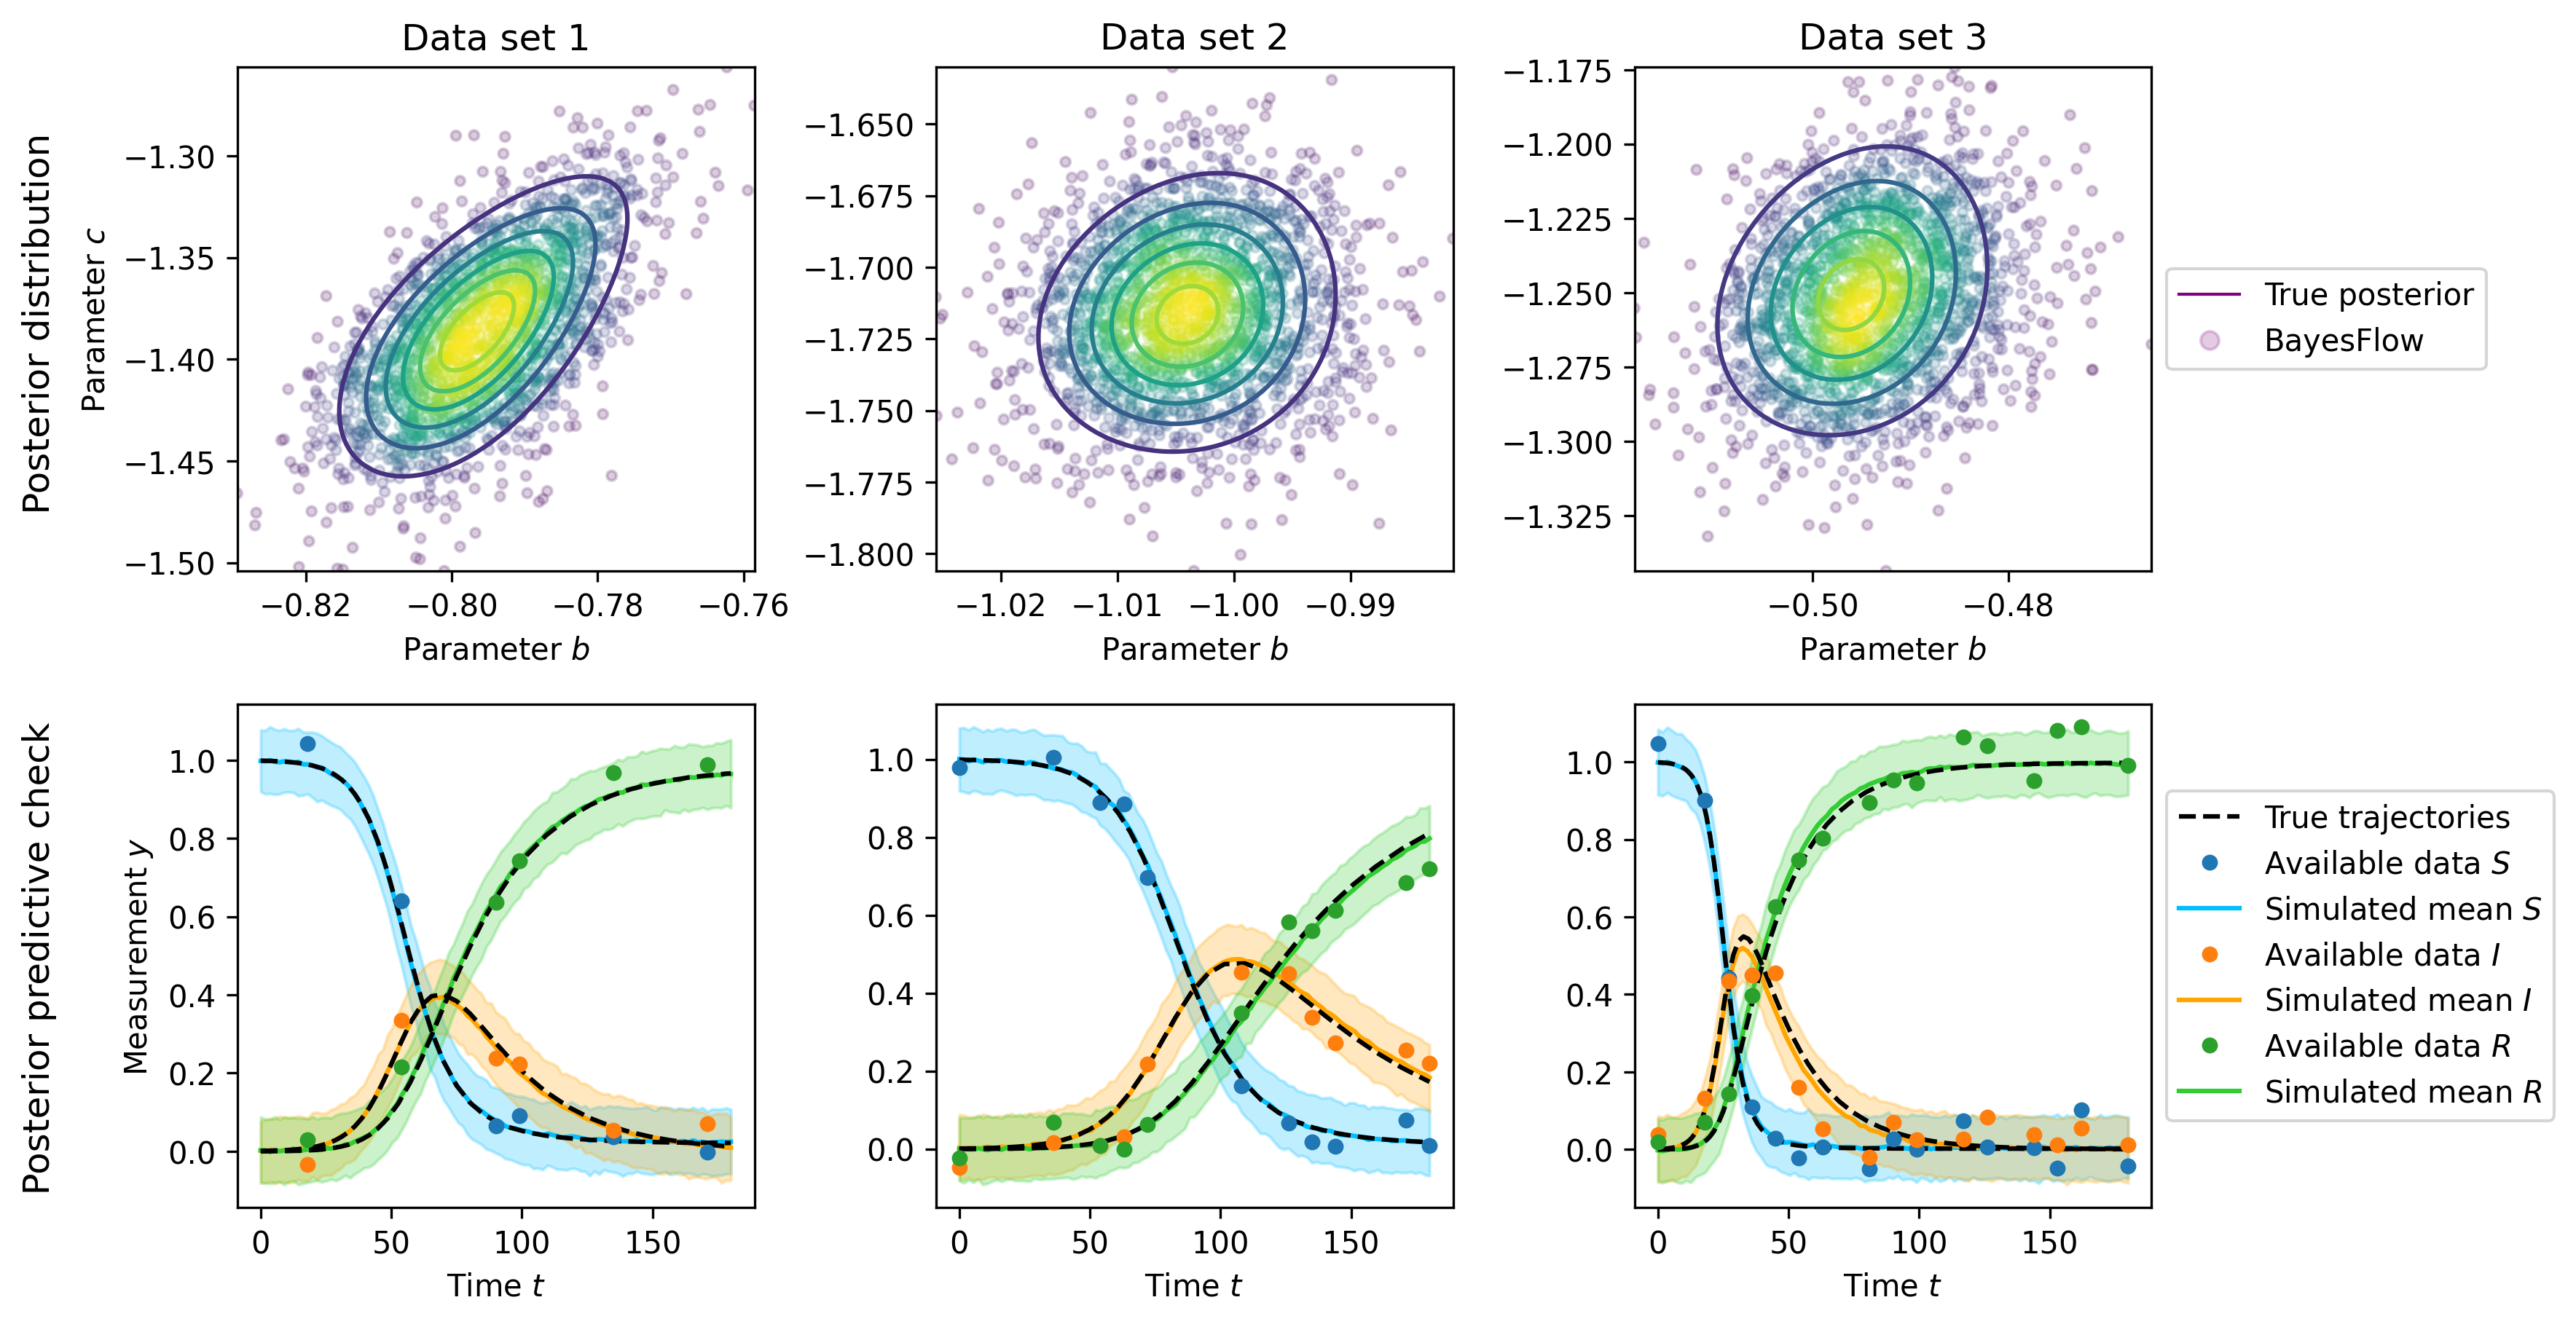 Data set 1
Data set 2
Data set 3
Posterior distribution
Parameter c
−1.30
−1.35
−1.40
−1.45
−1.50
−0.82
−0.80
−0.78
−0.76
Parameter b
−1.650
−1.675
−1.700
−1.725
−1.750
−1.775
−1.800
−1.02
−1.01
−1.00
−0.99
Parameter b
−1.175
−1.200
−1.225
−1.250
−1.275
−1.300
−1.325
−0.50
−0.48
Parameter b
True posterior
BayesFlow
Posterior predictive check
Measurement y
1.0
0.8
0.6
0.4
0.2
0.0
0
50
100
150
Time t
1.0
0.8
0.6
0.4
0.2
0.0
0
50
100
150
Time t
1.0
0.8
0.6
0.4
0.2
0.0
0
50
100
150
Time t
True trajectories
Available data S
Simulated mean S
Available data I
Simulated mean I
Available data R
Simulated mean R